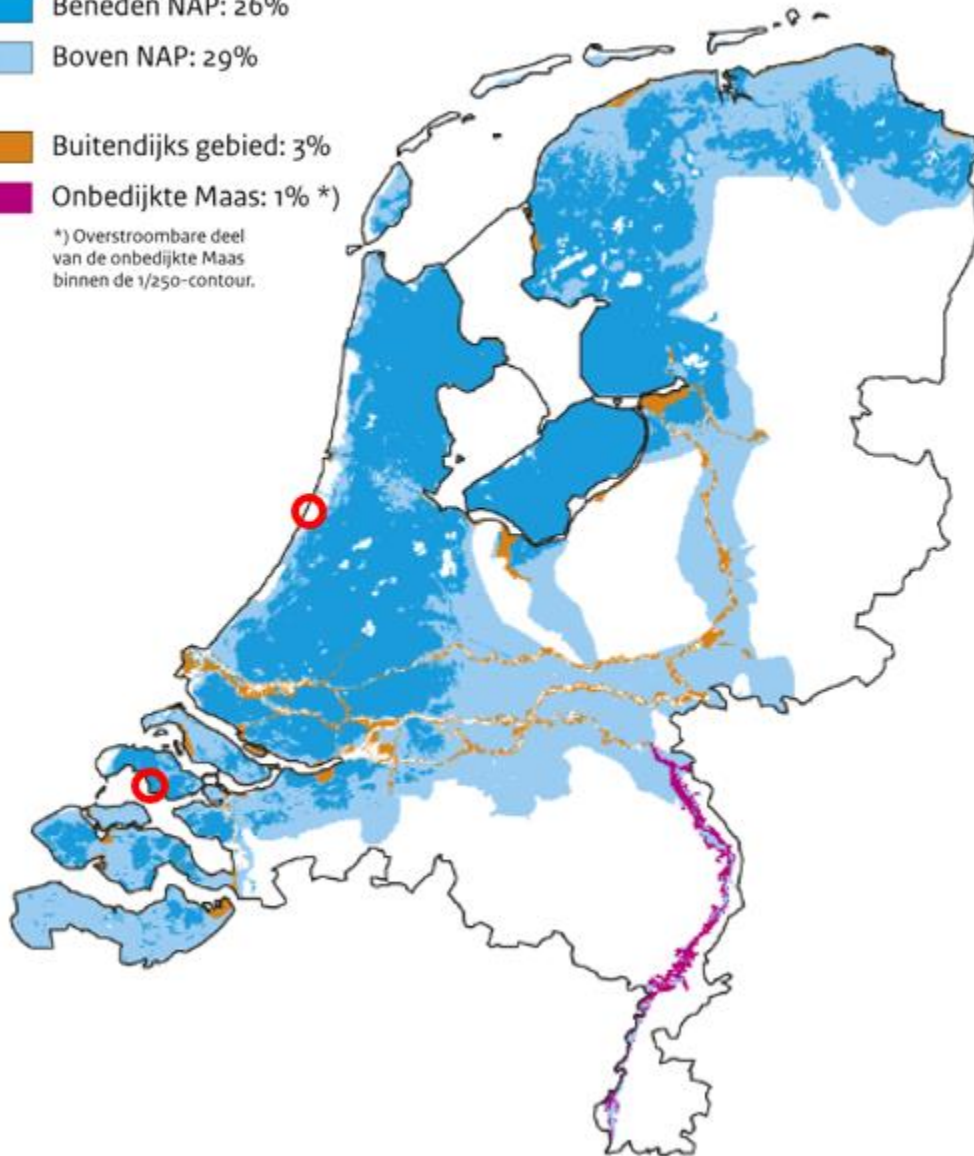 Beneden NAP: 26%
Boven NAP: 29%
Buitendijks gebied: 3%
Onbedijkte Maas: 1% *)
*) Overstroombare deel
van de onbedijkte Maas
binnen de 1/250-contour.